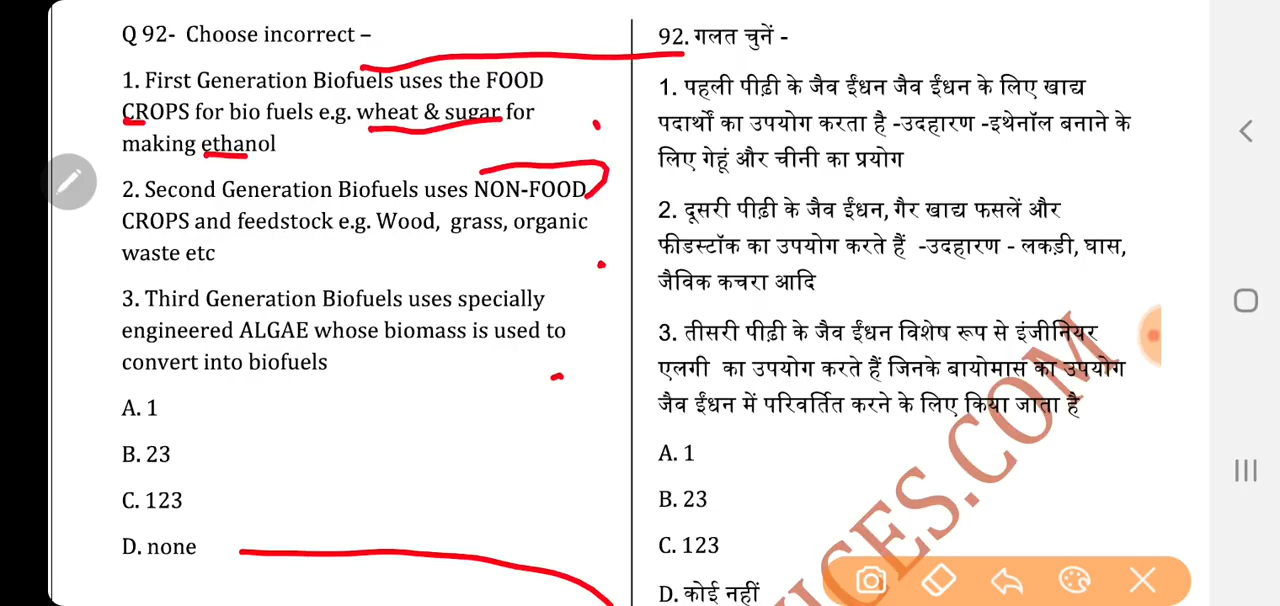 Q 92- Choose incorrect –
1. First Generation Biofuels uses the FOOD
CROPS for bio fuels e.g. wheat & sugar for
making ethanol
2. Second Generation Biofuels uses NON-FOOD
CROPS and feedstock e.g. Wood, grass, organic
waste etc
3. Third Generation Biofuels uses specially
engineered ALGAE whose biomass is used to
convert into biofuels
A. 1
B. 23
C. 123
D. none
92. गलत चुनें -
1. पहली पीढ़ी के जैव ईंधन जैव ईंधन के लिए खाद्य
पदार्थों का उपयोग करता है -उदहारण -इथेनॉल बनाने के
लिए गेहूं और चीनी का प्रयोग
2. दूसरी पीढ़ी के जैव ईंधन, गैर खाद्य फसलें और
फीडस्टॉक का उपयोग करते हैं -उदहारण - लकड़ी, घास,
जैविक कचरा आदि
3. तीसरी पीढ़ी के जैव ईंधन विशेष रूप से इंजीनियर
एलगी का उपयोग करते हैं जिनके बायोमास का उपयोग
जैव ईंधन में परिवर्तित करने के लिए किया जाता है
A. 1
B. 23
C. 123
D. कोई नहीं
ICES.COM